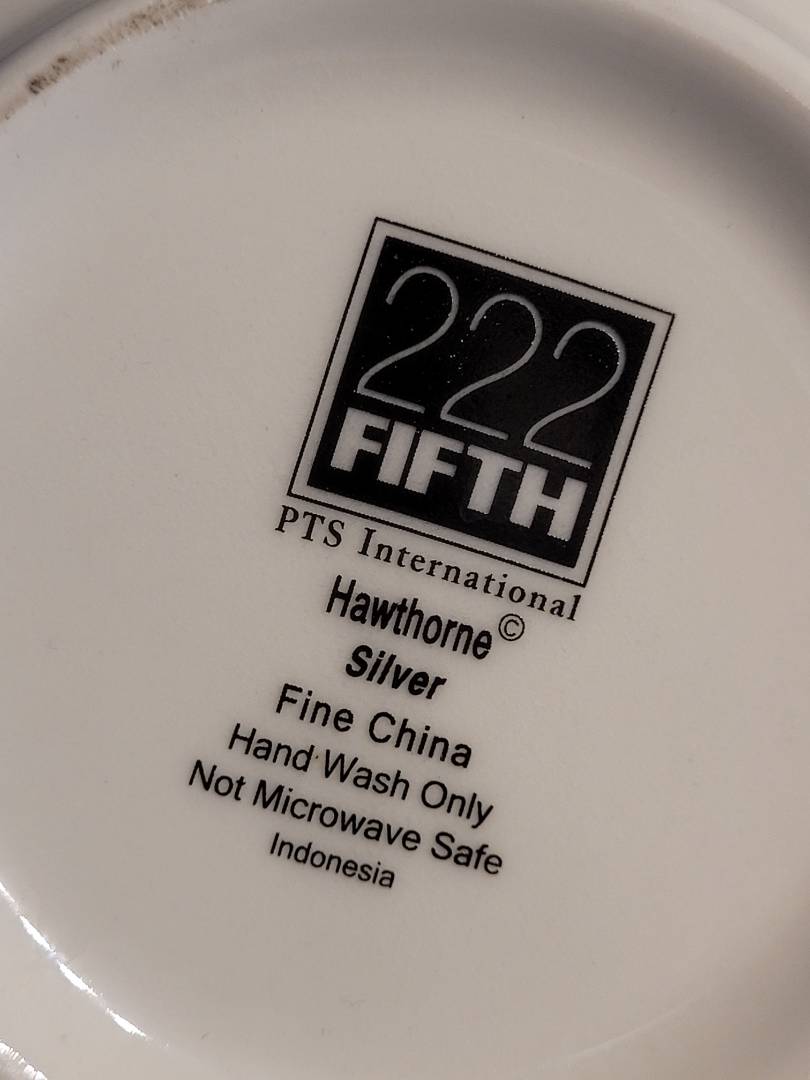 222
FIFTH
PTS International
Hawthorne©
Silver
Fine China
Hand Wash Only
Not Microwave Safe
Indonesia